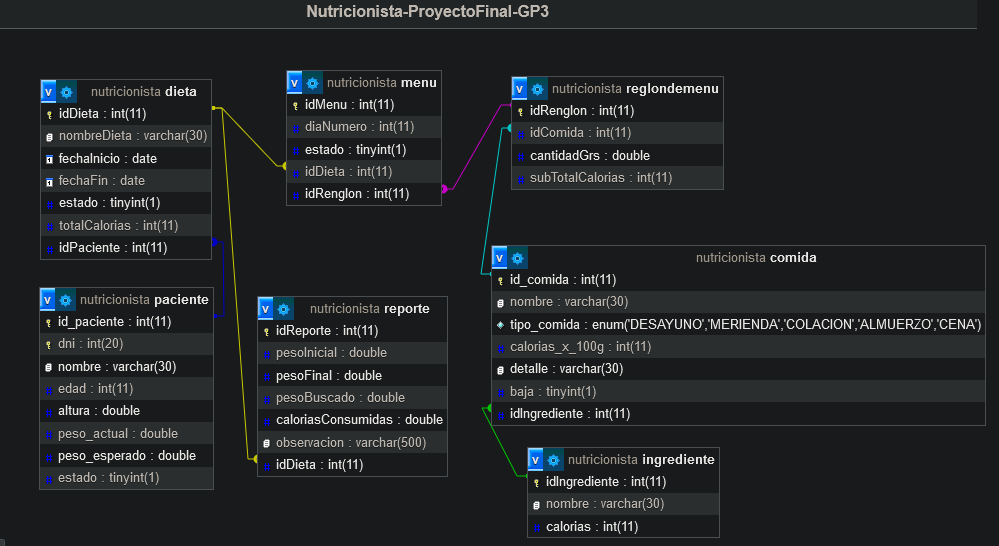 Nutricionista-ProyectoFinal-GP3
v nutricionista dieta
idDieta : int(11)
nombreDieta : varchar(30)
fechaInicio : date
fechaFin : date
estado : tinyint(1)
totalCalorias : int(11)
idPaciente : int(11)
v nutricionista menu
idMenu : int(11)
diaNumero : int(11)
estado : tinyint(1)
idDieta : int(11)
idRenglon : int(11)
v nutricionista reglondemenu
idRenglon : int(11)
idComida : int(11)
cantidadGrs : double
subTotalCalorias : int(11)
v nutricionista paciente
id_paciente : int(11)
dni : int(20)
nombre : varchar(30)
edad : int(11)
altura : double
peso_actual : double
peso_esperado : double
estado : tinyint(1)
v nutricionista reporte
idReporte : int(11)
pesoInicial : double
pesoFinal : double
pesoBuscado : double
caloriasConsumidas : double
observacion : varchar(500)
idDieta : int(11)
v nutricionista comida
id_comida : int(11)
nombre : varchar(30)
tipo_comida : enum('DESAYUNO','MERIENDA','COLACION','ALMUERZO','CENA')
calorias_x_100g : int(11)
detalle : varchar(30)
baja : tinyint(1)
idIngrediente : int(11)
v nutricionista ingrediente
idIngrediente : int(11)
nombre : varchar(30)
calorias : int(11)